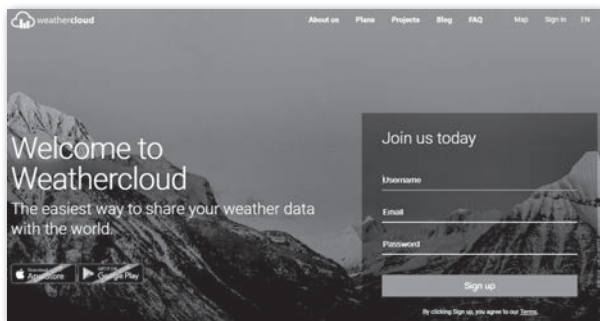 weathercloud
About us Plans Projects Blog FAQ Map Sign in EN
Welcome to
Weathercloud
The easiest way to share your weather data
with the world.
App Store Google Play
Join us today
Username
Email
Password
Sign up
By clicking Sign up, you agree to our Terms.